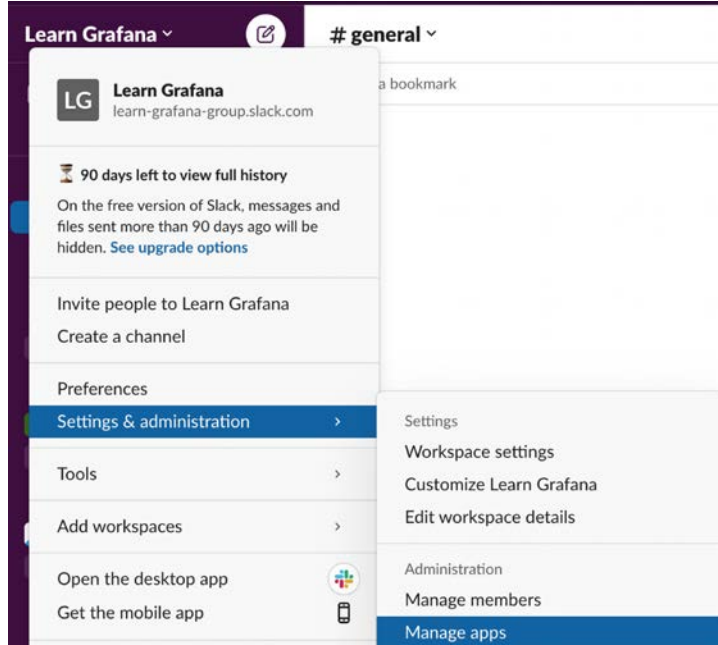 Learn Grafana
# general
LG
Learn Grafana
learn-grafana-group.slack.com
a bookmark
90 days left to view full history
On the free version of Slack, messages and
files sent more than 90 days ago will be
hidden. See upgrade options
Invite people to Learn Grafana
Create a channel
Preferences
Settings & administration
Tools
Add workspaces
Open the desktop app
Get the mobile app
Settings
Workspace settings
Customize Learn Grafana
Edit workspace details
Administration
Manage members
Manage apps